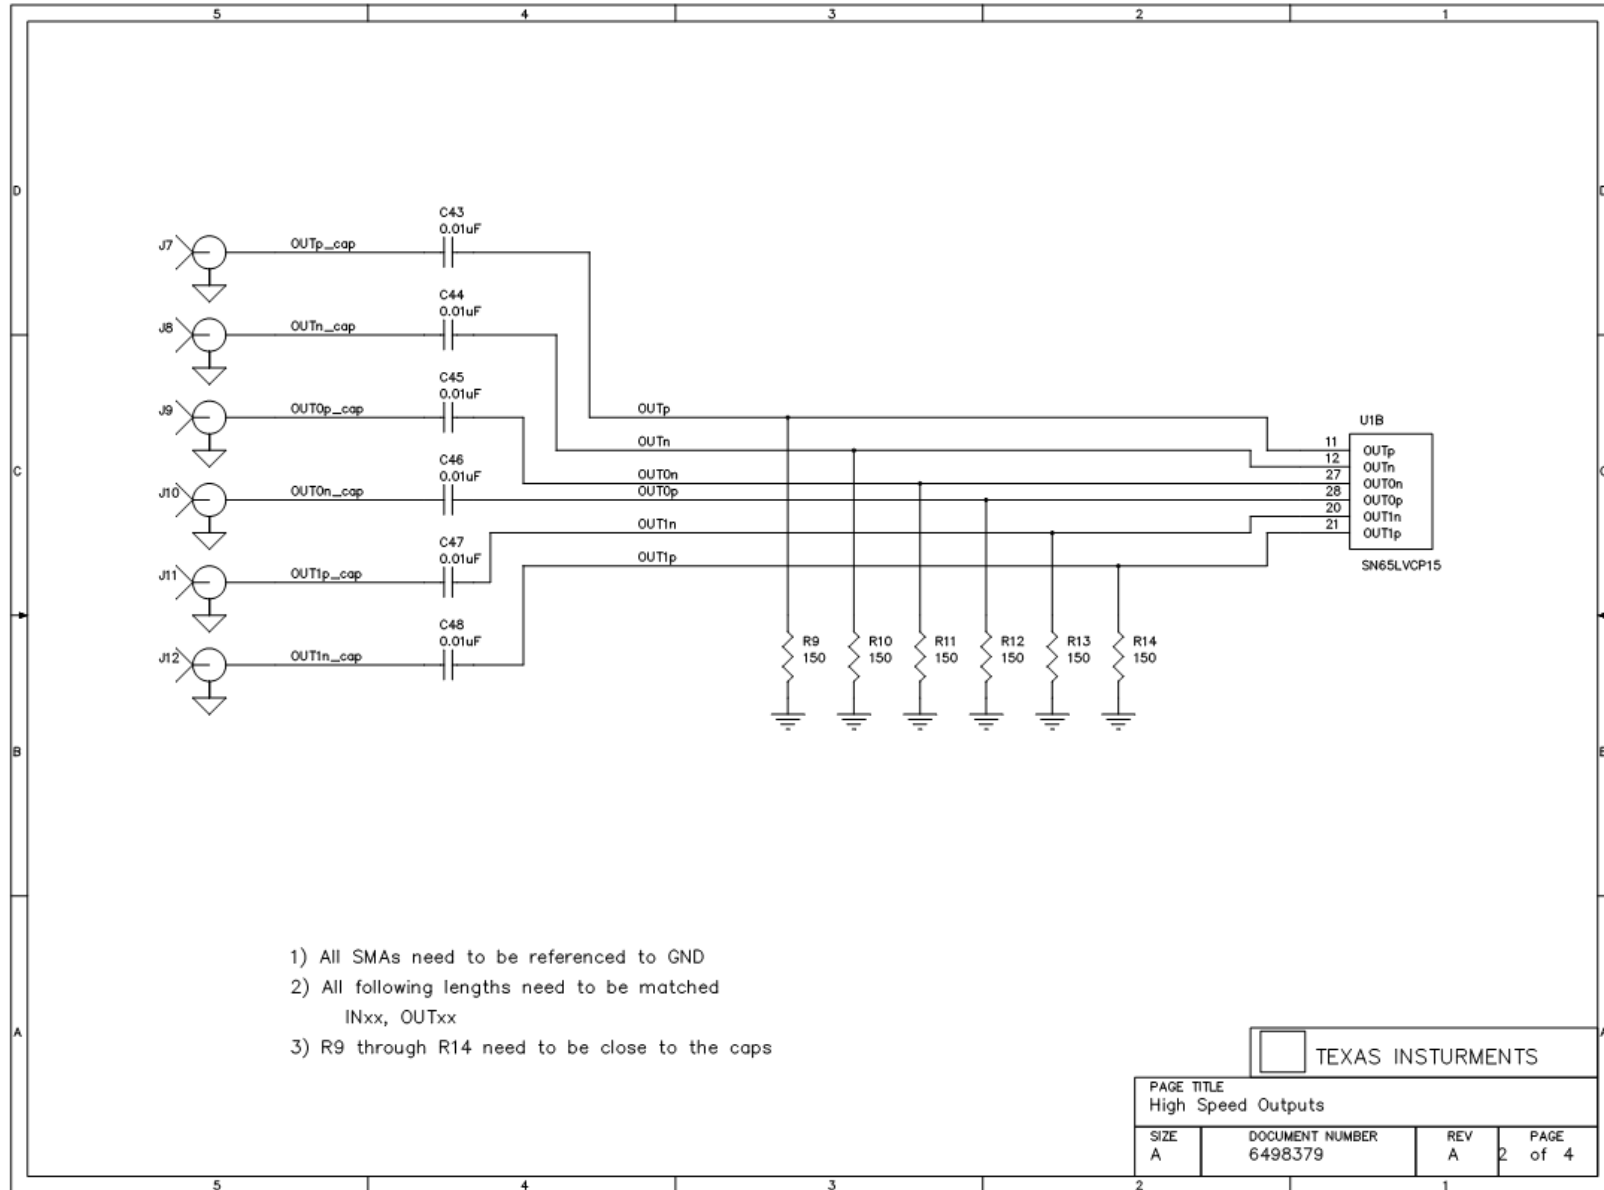 5 4 3 2 1
D D
C43
0.01uF
J7 OUTp_cap
C44
0.01uF
J8 OUTn_cap
C45
0.01uF
J9 OUT0p_cap OUTp
U1B
OUTn 11 OUTp
12 OUTn
C C
C46
0.01uF
OUT0n 27 OUT0n
J10 OUT0n_cap OUT0p 28 OUT0p
OUT1n 20 OUT1n
21 OUT1p
C47
0.01uF
OUT1p
SN65LVCP15
J11 OUT1p_cap
C48
0.01uF
R9 R10 R11 R12 R13 R14
150 150 150 150 150 150
J12 OUT1n_cap
B B
1) All SMAs need to be referenced to GND
2) All following lengths need to be matched
INxx, OUTxx
3) R9 through R14 need to be close to the caps
A A
TEXAS INSTURMENTS
PAGE TITLE
High Speed Outputs
SIZE DOCUMENT NUMBER REV PAGE
A 6498379 A 2 of 4
5 4 3 2 1